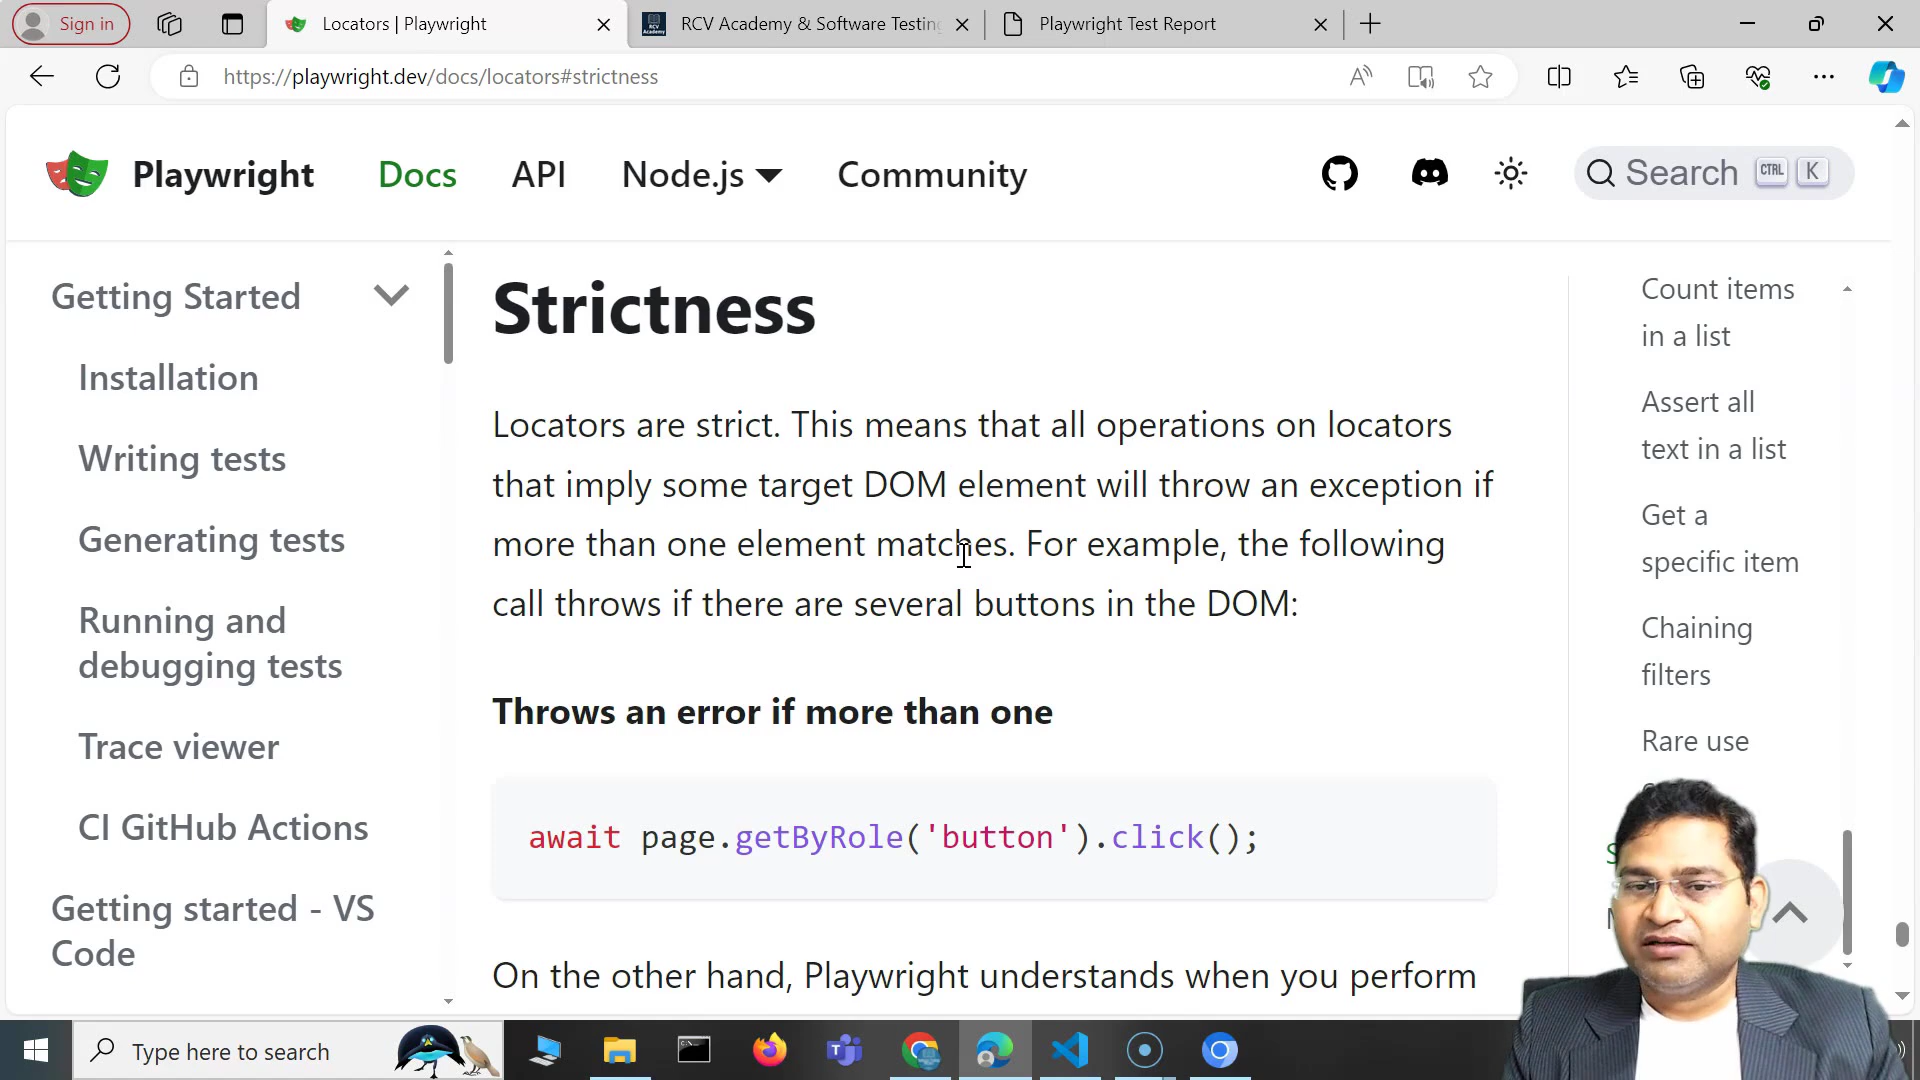 Sign in
Locators | Playwright
RCV Academy & Software Testing
Playwright Test Report
https://playwright.dev/docs/locators#strictness
Playwright
Docs
API
Node.js
Community
Search
CTRL
K
Getting Started
Installation
Writing tests
Generating tests
Running and
debugging tests
Trace viewer
CI GitHub Actions
Getting started - VS
Code
Strictness
Locators are strict. This means that all operations on locators
that imply some target DOM element will throw an exception if
more than one element matches. For example, the following
call throws if there are several buttons in the DOM:
Throws an error if more than one
await page.getByRole('button').click();
On the other hand, Playwright understands when you perform
Count items
in a list
Assert all
text in a list
Get a
specific item
Chaining
filters
Rare use
Type here to search